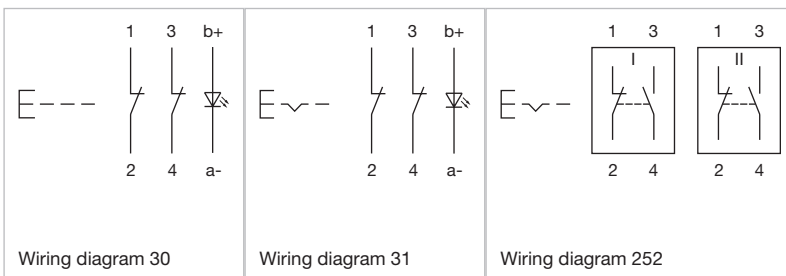 1 3 b+ 1 3 b+ 1 3 1 3
I II
2 4 a- 2 4 a- 2 4 2 4
Wiring diagram 30 Wiring diagram 31 Wiring diagram 252